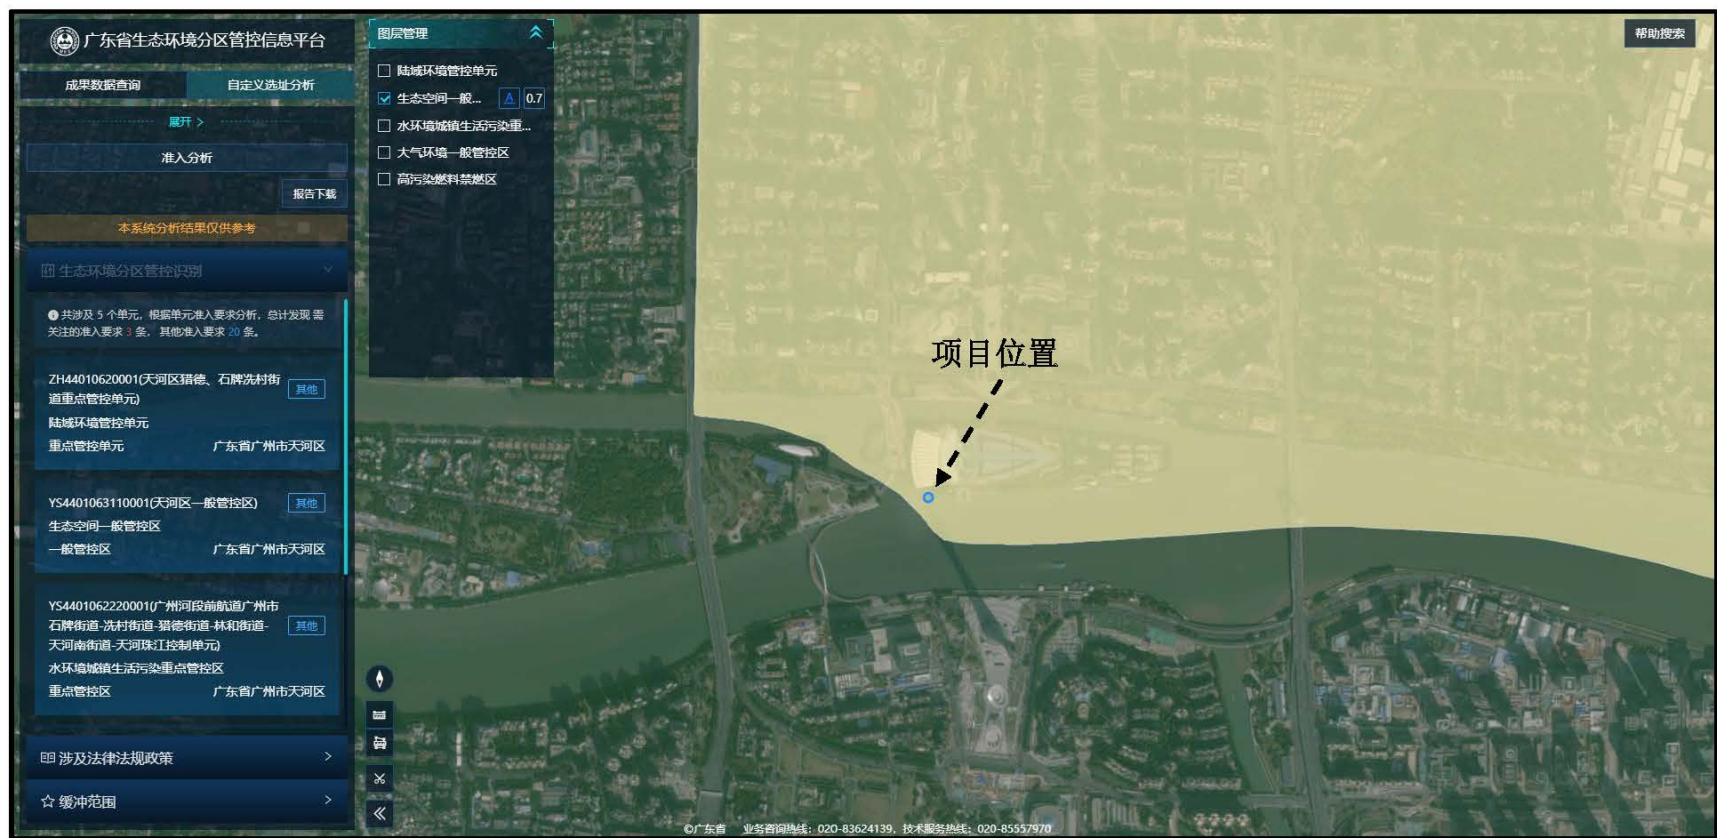 广东省生态环境分区管控信息平台
成果数据查询
自定义选址分析
展开 >
准入分析
报告下载
本系统分析结果仅供参考
生态环境分区管控识别
共涉及 5 个单元，根据单元准入要求分析，总计发现 需
关注的准入要求 3 条，其他准入要求 20 条。
ZH44010620001(天河区猎德、石牌冼村街
道重点管控单元)
其他
陆域环境管控单元
重点管控单元
广东省广州市天河区
YS4401063110001(天河区一般管控区)
其他
生态空间一般管控区
一般管控区
广东省广州市天河区
YS4401062220001(广州河段前航道广州市
石牌街道-冼村街道-猎德街道-林和街道-
天河南街道-天河珠江控制单元)
其他
水环境城镇生活污染重点管控区
重点管控区
广东省广州市天河区
涉及法律法规政策
缓冲范围
图层管理
陆域环境管控单元
生态空间一般...
0.7
水环境城镇生活污染重...
大气环境一般管控区
高污染燃料禁燃区
帮助搜索
项目位置
©广东省 业务咨询热线：020-83624139，技术服务热线：020-85557970